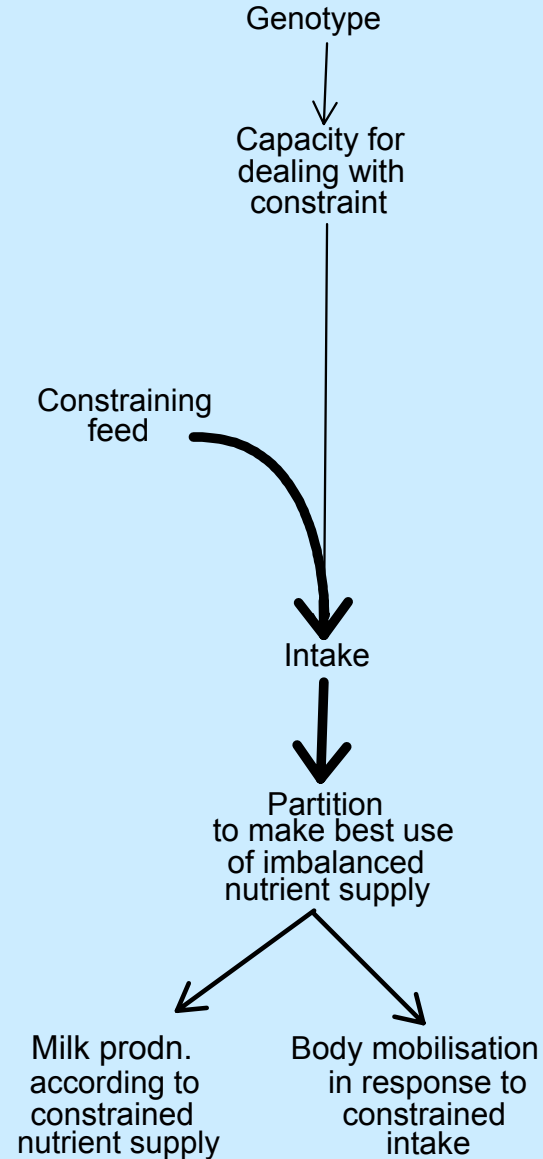 Genotype
Capacity for
dealing with
constraint
Constraining
feed
Intake
Partition
to make best use
of imbalanced
nutrient supply
Milk prodn.
according to
constrained
nutrient supply
Body mobilisation
in response to
constrained
intake